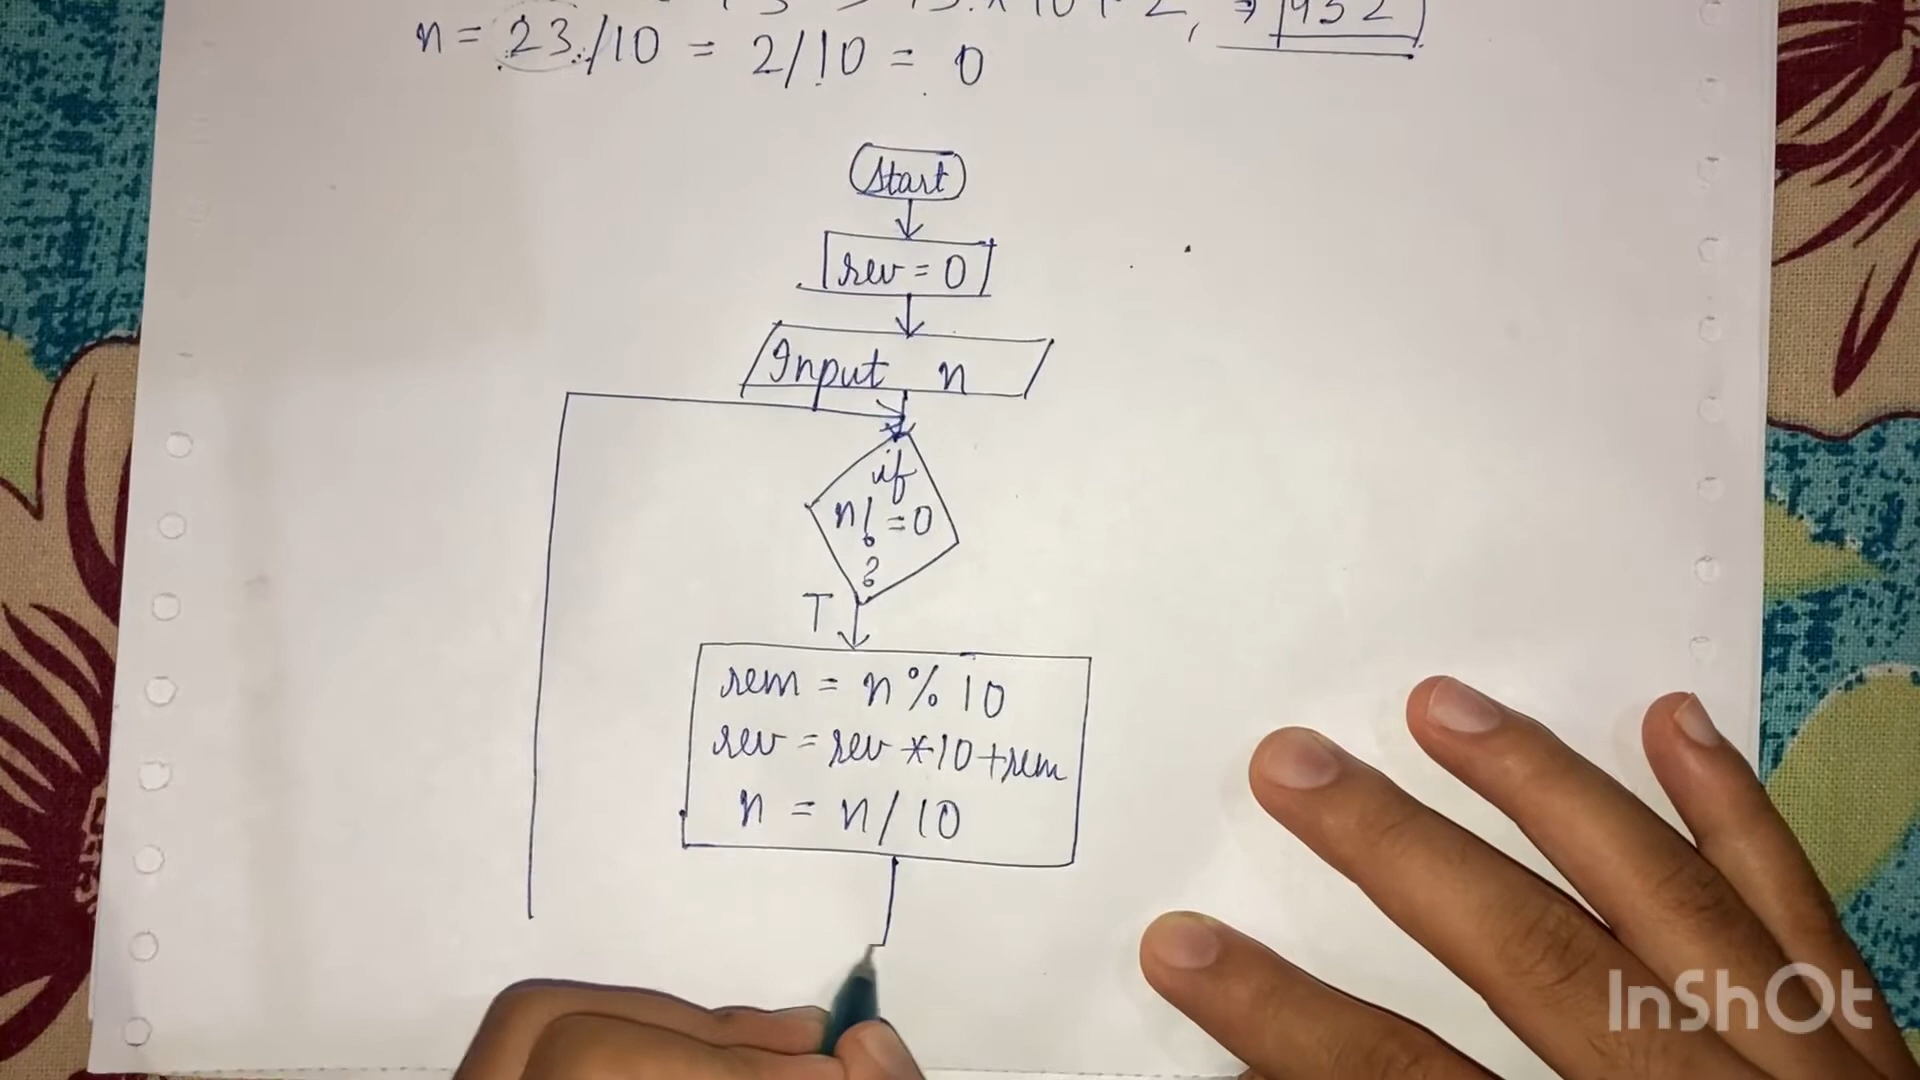 432
n = 23/10 = 2/10 = 0
Start
rev = 0
Input n
if
n! = 0
?
T
rem = n % 10
rev = rev * 10 + rem
n = n / 10
InShOt